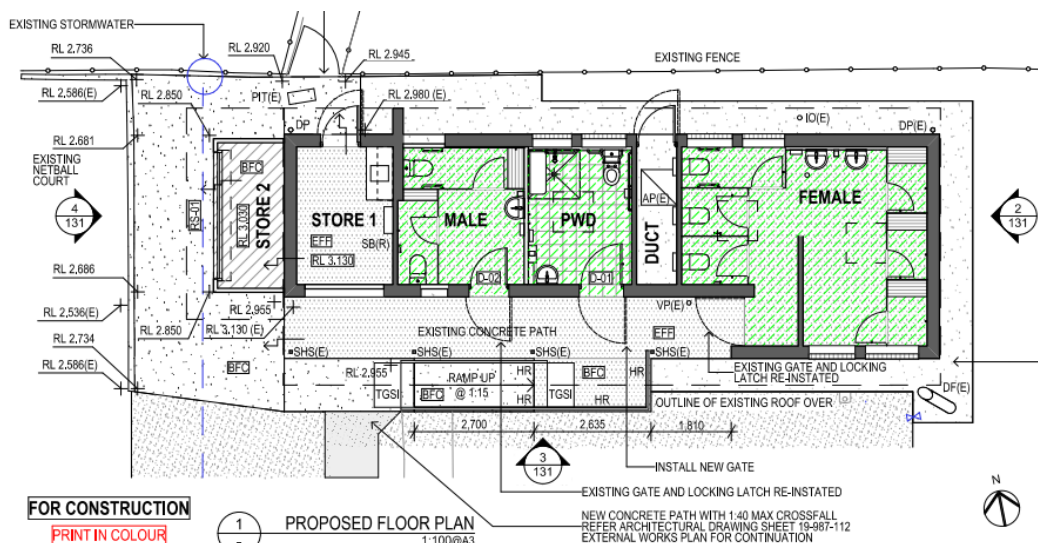 EXISTING STORMWATER
RL 2.736
RL 2.920
RL 2.945
EXISTING FENCE
RL 2.586(E)
RL 2.850
PIT(E)
RL 2.980 (E)
DP
IO(E)
DP(E)
RL 2.681
EXISTING
NETBALL
COURT
4
131
RS-01
BFC
RL 3.030
STORE 2
STORE 1
EFF
SB(R)
RL 3.130
MALE
PWD
AP(E)
DUCT
FEMALE
2
131
D-02
D-01
RL 2,686
RL 2,536(E)
RL 2.955
VP(E)
RL 2.850
RL 3.130 (E)
EXISTING CONCRETE PATH
EFF
RL 2,734
SHS(E)
SHS(E)
SHS(E)
SHS(E)
RL 2.586(E)
BFC
RL 2.955
RAMP UP
@ 1:15
HR
BFC
HR
EXISTING GATE AND LOCKING
LATCH RE-INSTATED
TGSI
BFC
HR
TGSI
HR
OUTLINE OF EXISTING ROOF OVER
DF(E)
2,700
2,635
1,810
3
131
INSTALL NEW GATE
EXISTING GATE AND LOCKING LATCH RE-INSTATED
N
FOR CONSTRUCTION
PRINT IN COLOUR
1
PROPOSED FLOOR PLAN
1:100@A3
NEW CONCRETE PATH WITH 1:40 MAX CROSSFALL
REFER ARCHITECTURAL DRAWING SHEET 19-987-112
EXTERNAL WORKS PLAN FOR CONTINUATION